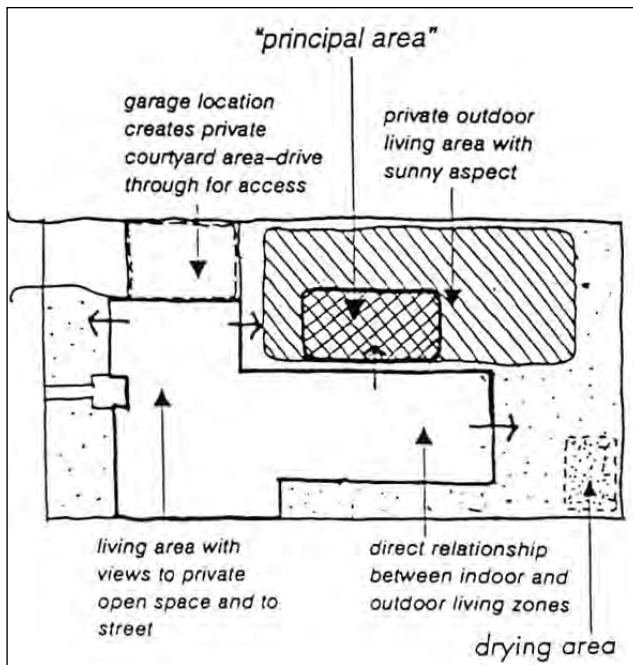 "principal area"
garage location
creates private
courtyard area–drive
through for access
private outdoor
living area with
sunny aspect
living area with
views to private
open space and to
street
direct relationship
between indoor and
outdoor living zones
drying area